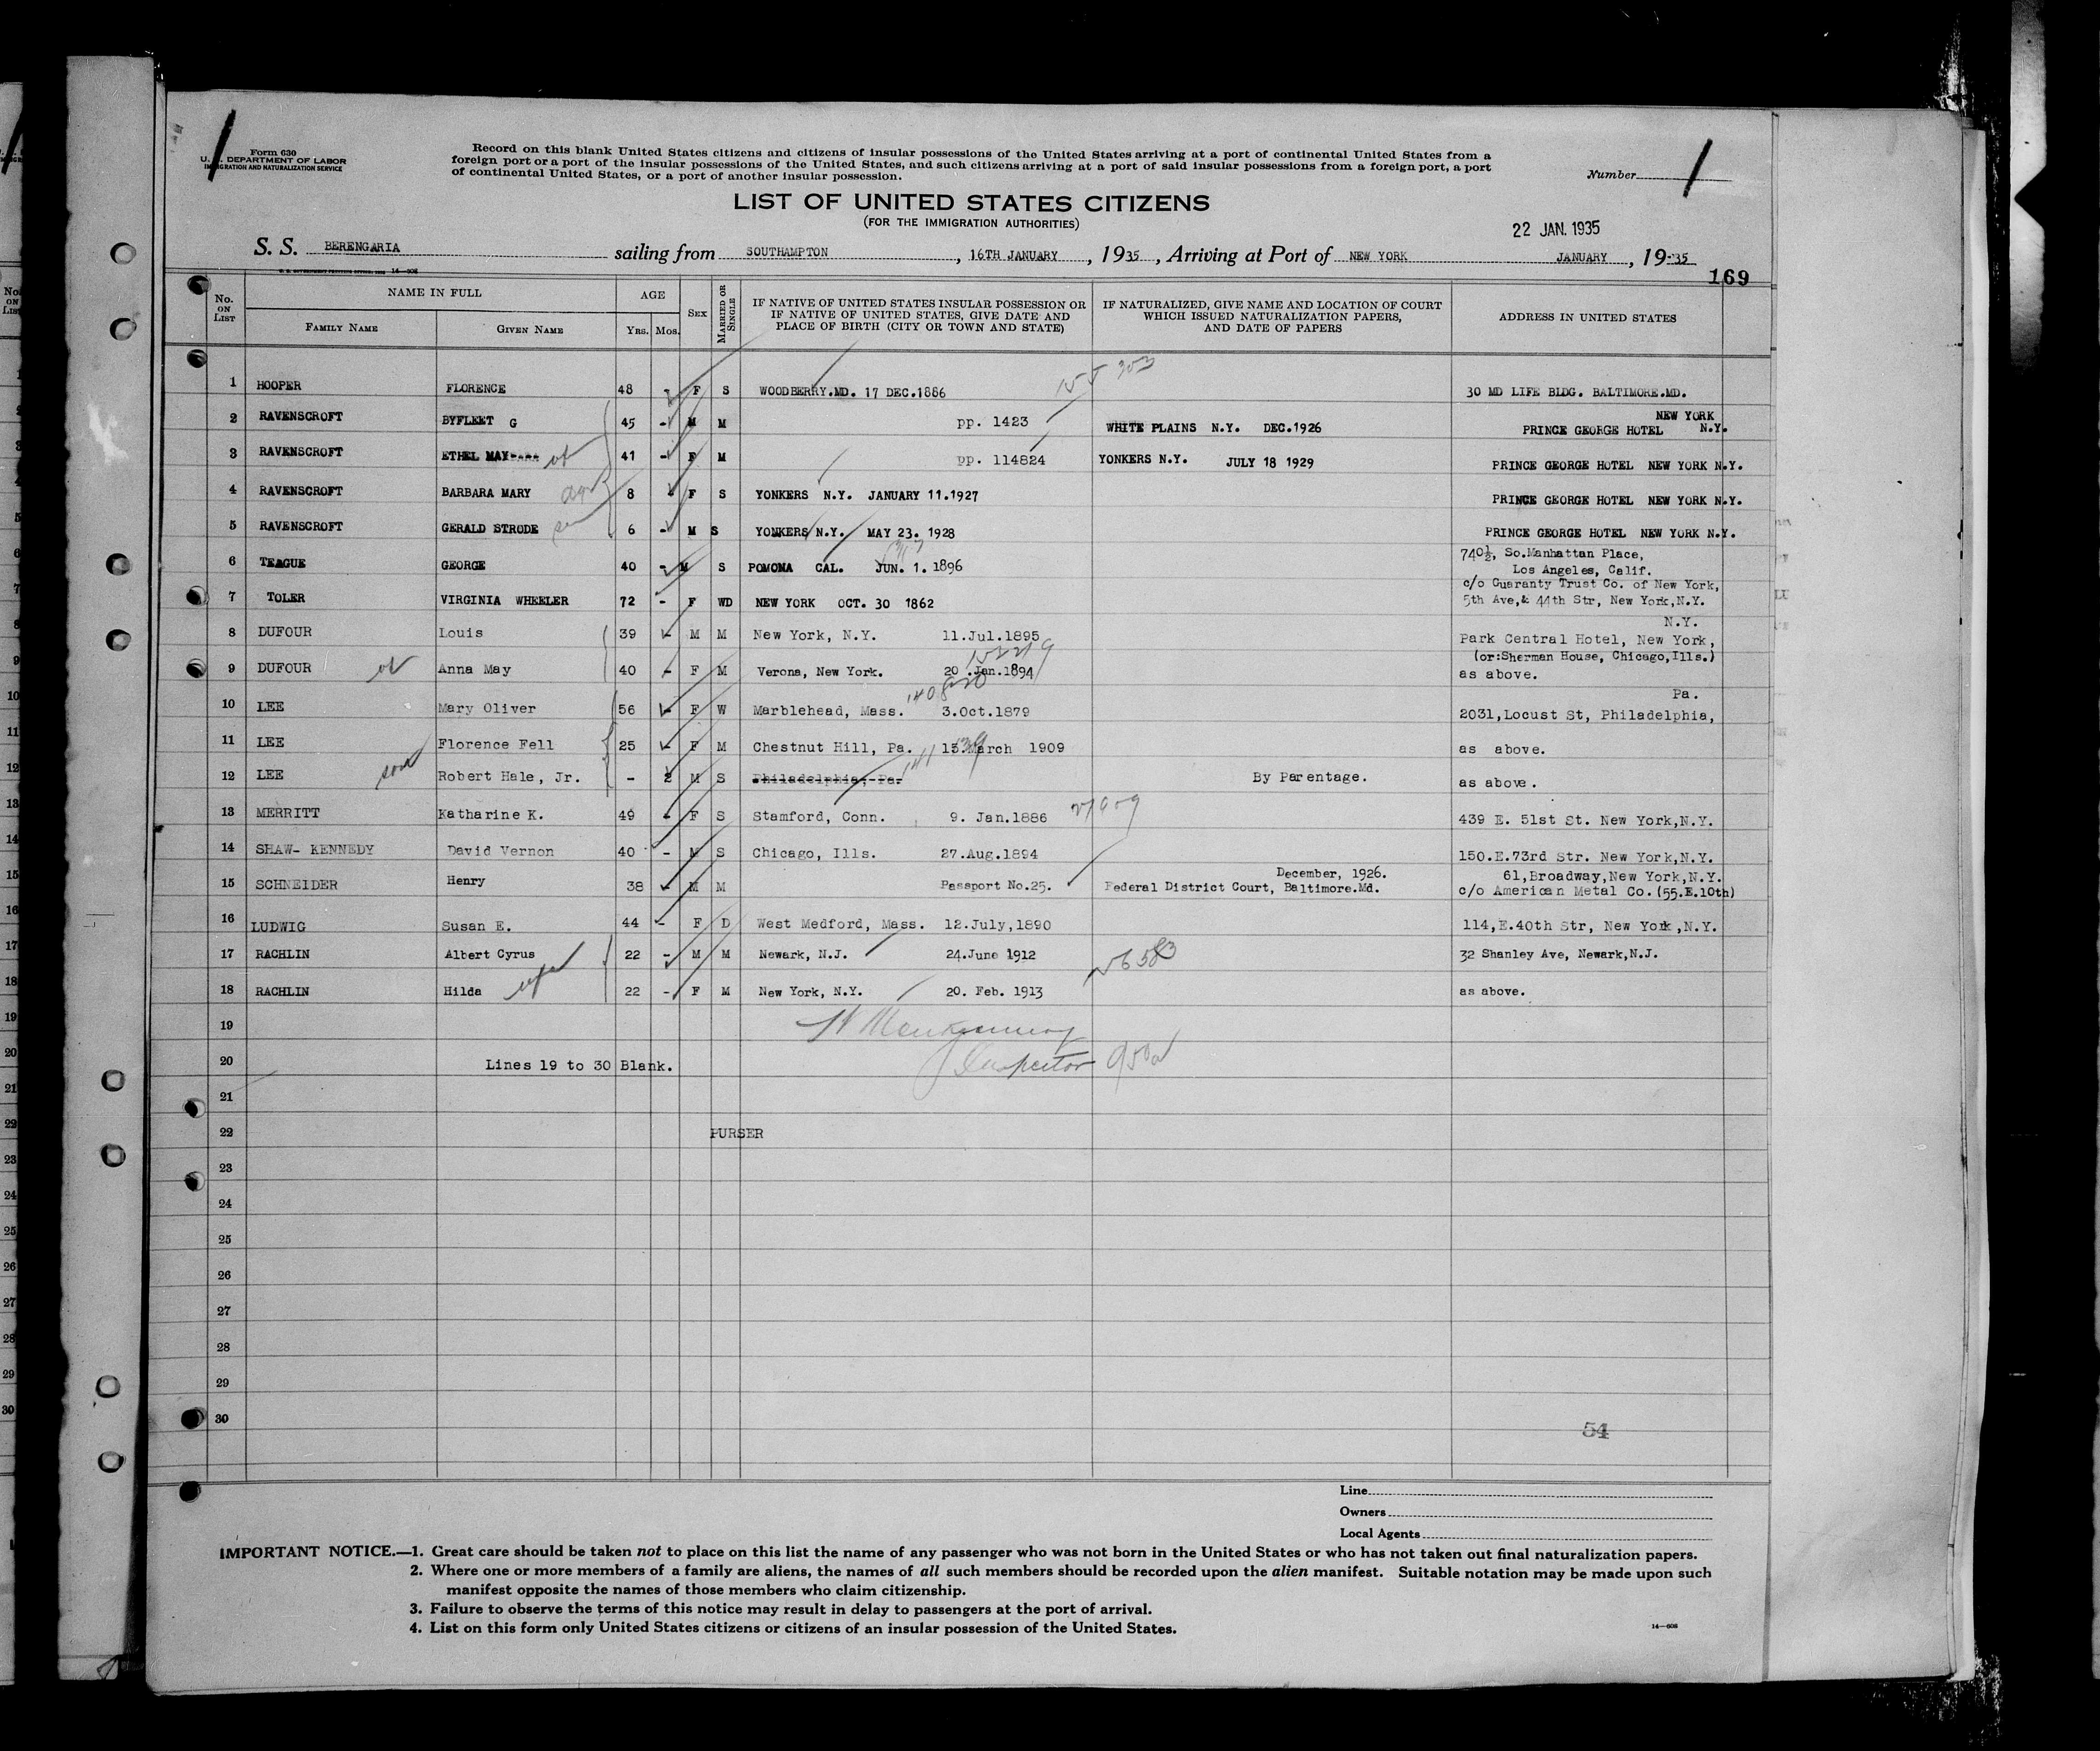 Form 630
U. S. DEPARTMENT OF LABOR
IMMIGRATION AND NATURALIZATION SERVICE
Record on this blank United States citizens and citizens of insular possessions of the United States arriving at a port of continental United States from a
foreign port or a port of the insular possessions of the United States, and such citizens arriving at a port of said insular possessions from a foreign port, a port
of continental United States, or a port of another insular possession.
Number
LIST OF UNITED STATES CITIZENS
(FOR THE IMMIGRATION AUTHORITIES)
22 JAN. 1935
S. S. BERENGARIA sailing from SOUTHAMPTON, 16TH JANUARY, 1935, Arriving at Port of NEW YORK JANUARY, 19-35
169
No. ON LIST
NAME IN FULL
FAMILY NAME GIVEN NAME
AGE
Yrs. Mos.
SEX
MARRIED OR SINGLE
IF NATIVE OF UNITED STATES INSULAR POSSESSION OR
IF NATIVE OF UNITED STATES, GIVE DATE AND
PLACE OF BIRTH (CITY OR TOWN AND STATE)
IF NATURALIZED, GIVE NAME AND LOCATION OF COURT
WHICH ISSUED NATURALIZATION PAPERS,
AND DATE OF PAPERS
ADDRESS IN UNITED STATES
1 HOOPER FLORENCE 48 - F S WOODBERRY.MD. 17 DEC.1886 30 MD LIFE BLDG. BALTIMORE.MD.
NEW YORK
2 RAVENSCROFT BYFLEET G 45 - M M pp. 1423 WHITE PLAINS N.Y. DEC.1926 PRINCE GEORGE HOTEL N.Y.
3 RAVENSCROFT ETHEL MAY 41 - F M pp. 114824 YONKERS N.Y. JULY 18 1929 PRINCE GEORGE HOTEL NEW YORK N.Y.
4 RAVENSCROFT BARBARA MARY 8 - F S YONKERS N.Y. JANUARY 11.1927 PRINCE GEORGE HOTEL NEW YORK N.Y.
5 RAVENSCROFT GERALD STRODE 6 - M S YONKERS N.Y. MAY 23. 1928 PRINCE GEORGE HOTEL NEW YORK N.Y.
740½, So.Manhattan Place,
6 TEAGUE GEORGE 40 - M S POMONA CAL. JUN. 1. 1896 Los Angeles, Calif.
c/o Guaranty Trust Co. of New York,
7 TOLER VIRGINIA WHEELER 72 - F WD NEW YORK OCT. 30 1862 5th Ave,& 44th Str, New York,N.Y.
N.Y.
8 DUFOUR Louis 39 - M M New York, N.Y. 11.Jul.1895 Park Central Hotel, New York,
(or:Sherman House, Chicago,Ills.)
9 DUFOUR Anna May 40 - F M Verona, New York. 20.Jan.1894 as above.
Pa.
10 LEE Mary Oliver 56 - F W Marblehead, Mass. 3.Oct.1879 2031,Locust St, Philadelphia,
11 LEE Florence Fell 25 - F M Chestnut Hill, Pa. 15.March 1909 as above.
12 LEE son Robert Hale, Jr. - 2 M S Philadelphia, Pa. By Parentage. as above.
13 MERRITT Katharine K. 49 - F S Stamford, Conn. 9. Jan.1886 439 E. 51st St. New York,N.Y.
14 SHAW- KENNEDY David Vernon 40 - M S Chicago, Ills. 27.Aug.1894 150.E.73rd Str. New York,N.Y.
December, 1926. 61,Broadway,New York,N.Y.
15 SCHNEIDER Henry 38 - M M Passport No.25. Federal District Court, Baltimore.Md. c/o American Metal Co.(55.E.10th)
16 LUDWIG Susan E. 44 - F D West Medford, Mass. 12.July,1890 114,E.40th Str, New York,N.Y.
17 RACHLIN Albert Cyrus 22 - M M Newark, N.J. 24.June 1912 32 Shanley Ave, Newark,N.J.
18 RACHLIN Hilda wife 22 - F M New York, N.Y. 20. Feb. 1913 as above.
19
20 Lines 19 to 30 Blank. Inspector
21
22 PURSER
23
24
25
26
27
28
29
30
54
Line
Owners
Local Agents
IMPORTANT NOTICE.—1. Great care should be taken not to place on this list the name of any passenger who was not born in the United States or who has not taken out final naturalization papers.
2. Where one or more members of a family are aliens, the names of all such members should be recorded upon the alien manifest. Suitable notation may be made upon such
manifest opposite the names of those members who claim citizenship.
3. Failure to observe the terms of this notice may result in delay to passengers at the port of arrival.
4. List on this form only United States citizens or citizens of an insular possession of the United States.
14—608